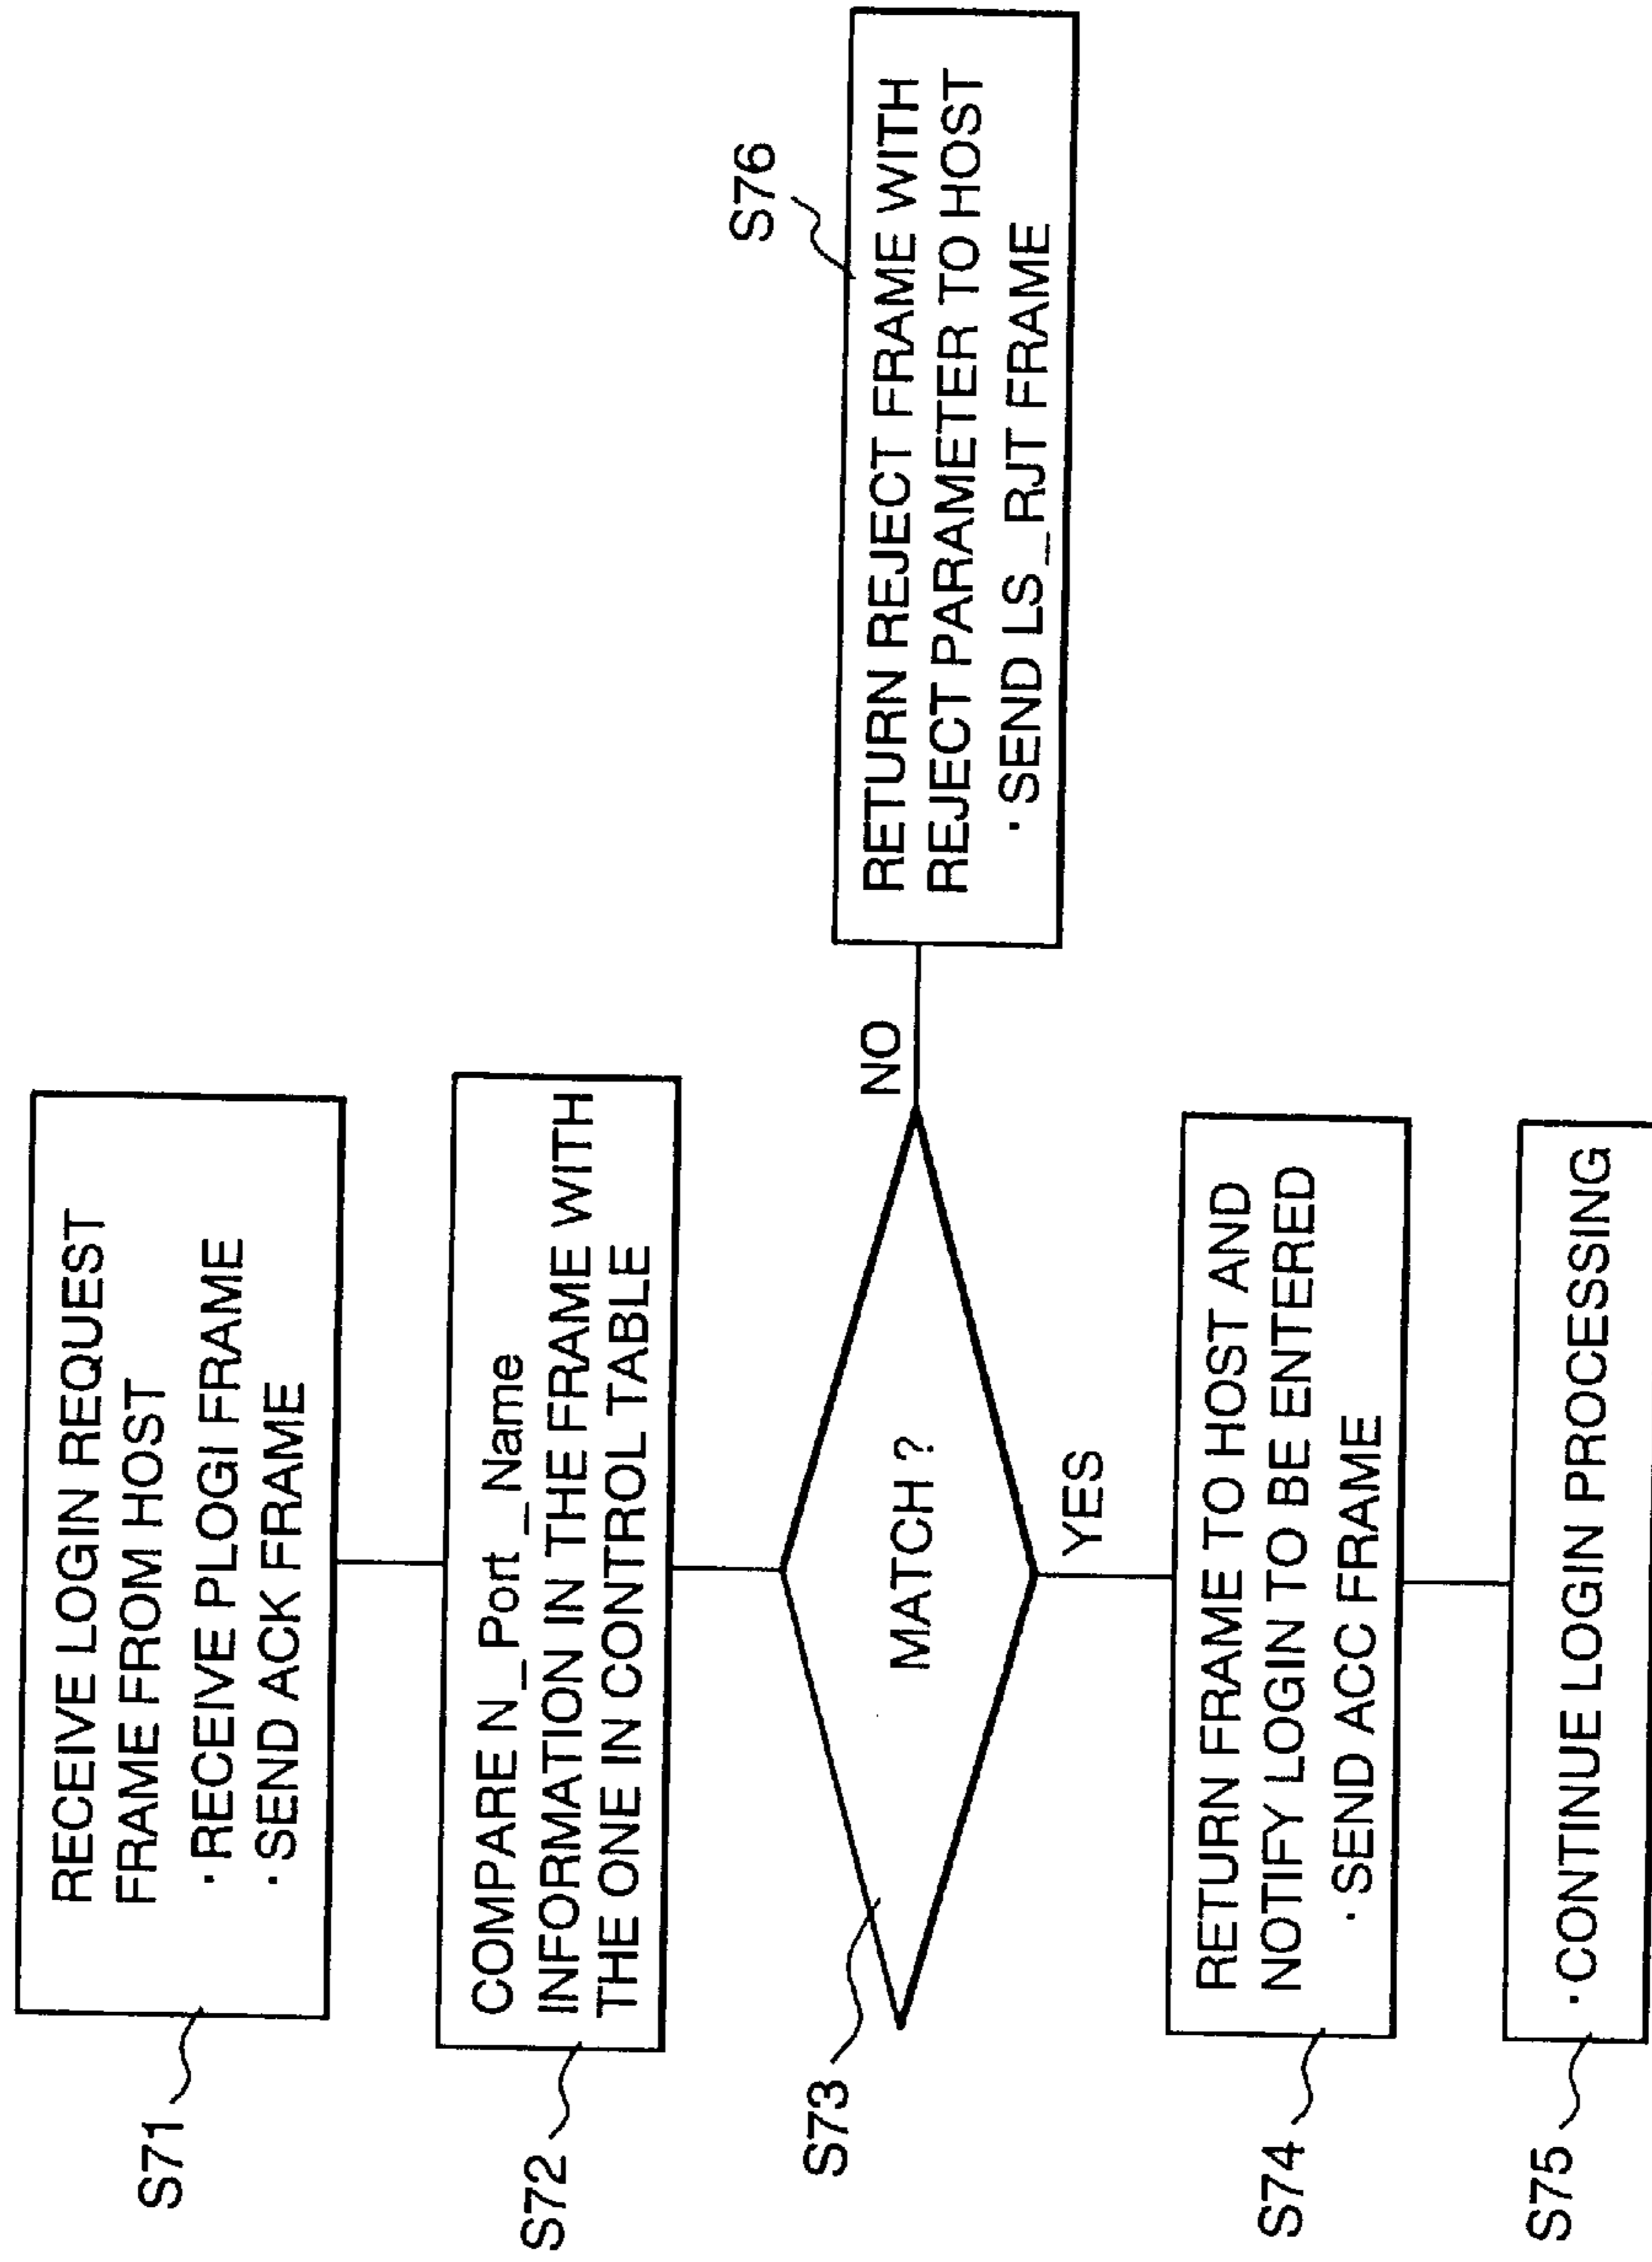 S71
RECEIVE LOGIN REQUEST
FRAME FROM HOST
· RECEIVE PLOGI FRAME
· SEND ACK FRAME
S72
COMPARE N_Port_Name
INFORMATION IN THE FRAME WITH
THE ONE IN CONTROL TABLE
S73
MATCH ?
NO
S76
RETURN REJECT FRAME WITH
REJECT PARAMETER TO HOST
· SEND LS_RJT FRAME
YES
S74
RETURN FRAME TO HOST AND
NOTIFY LOGIN TO BE ENTERED
· SEND ACC FRAME
S75
· CONTINUE LOGIN PROCESSING